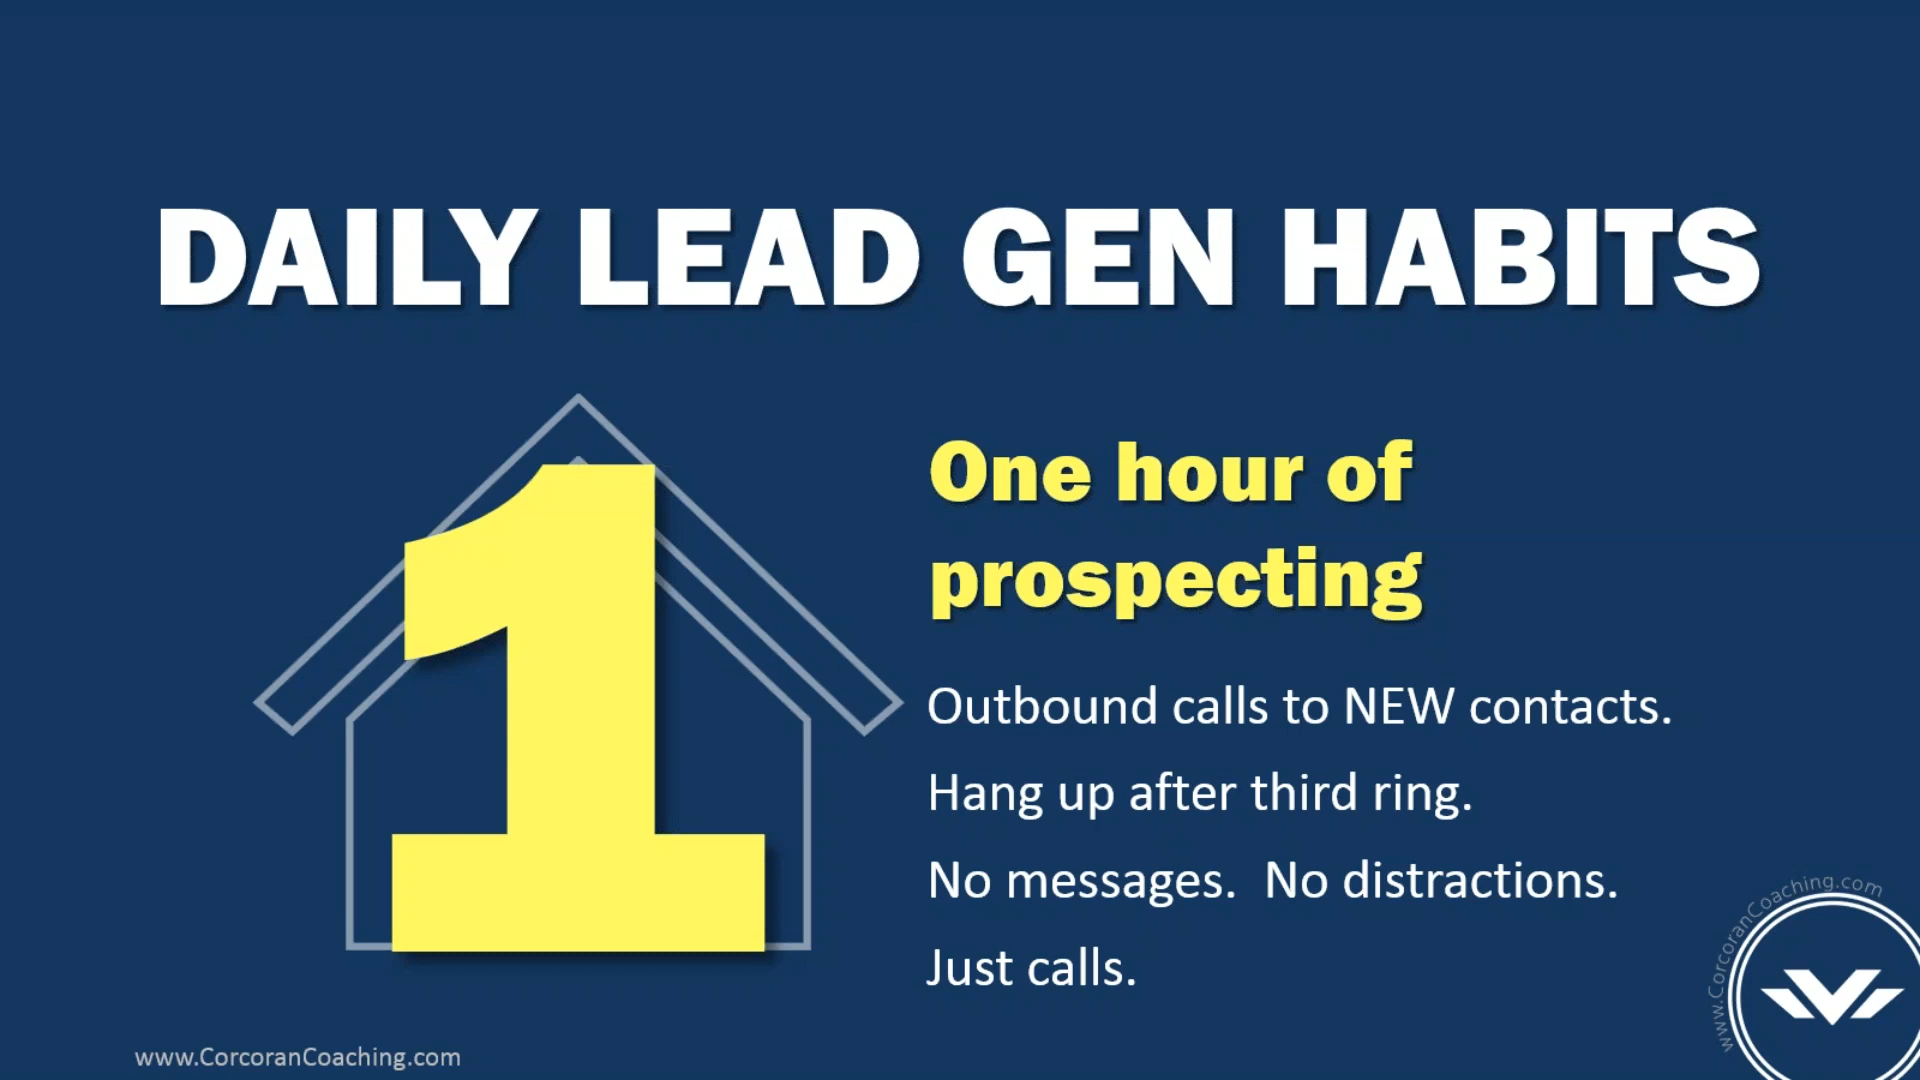 DAILY LEAD GEN HABITS
1
One hour of
prospecting
Outbound calls to NEW contacts.
Hang up after third ring.
No messages.  No distractions.
Just calls.
www.CorcoranCoaching.com
www.CorcoranCoaching.com